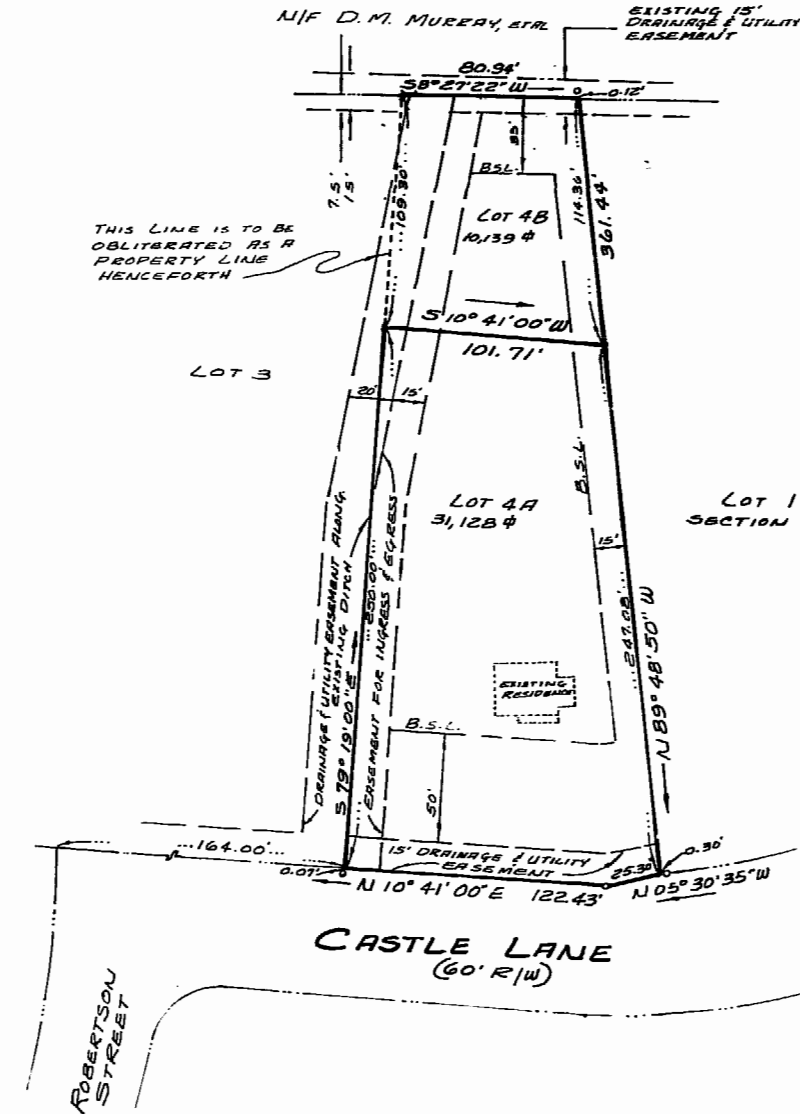 N/F D.M. MURRAY, ETAL
EXISTING 15'
DRAINAGE & UTILITY
EASEMENT
80.94'
S8°27'22"W
0.12'
7.5'
15'
35'
B.S.L.
109.30'
114.36'
361.44'
LOT 4B
10,139 ⏀
THIS LINE IS TO BE
OBLITERATED AS A
PROPERTY LINE
HENCEFORTH
S 10° 41'00"W
101.71'
LOT 3
20'
15'
B.S.L.
LOT 4A
31,128 ⏀
LOT 1
SECTION
15'
DRAINAGE & UTILITY EASEMENT ALONG
EXISTING DITCH
S 79° 19'00"E
250.00'
EASEMENT FOR INGRESS & EGRESS
247.08'
N 89° 48' 50" W
EXISTING
RESIDENCE
B.S.L.
50'
164.00'
15' DRAINAGE & UTILITY
EASEMENT
0.07'
N 10° 41'00"E 122.43'
25.30'
0.30'
N 05° 30' 35"W
CASTLE LANE
(60' R/W)
ROBERTSON
STREET